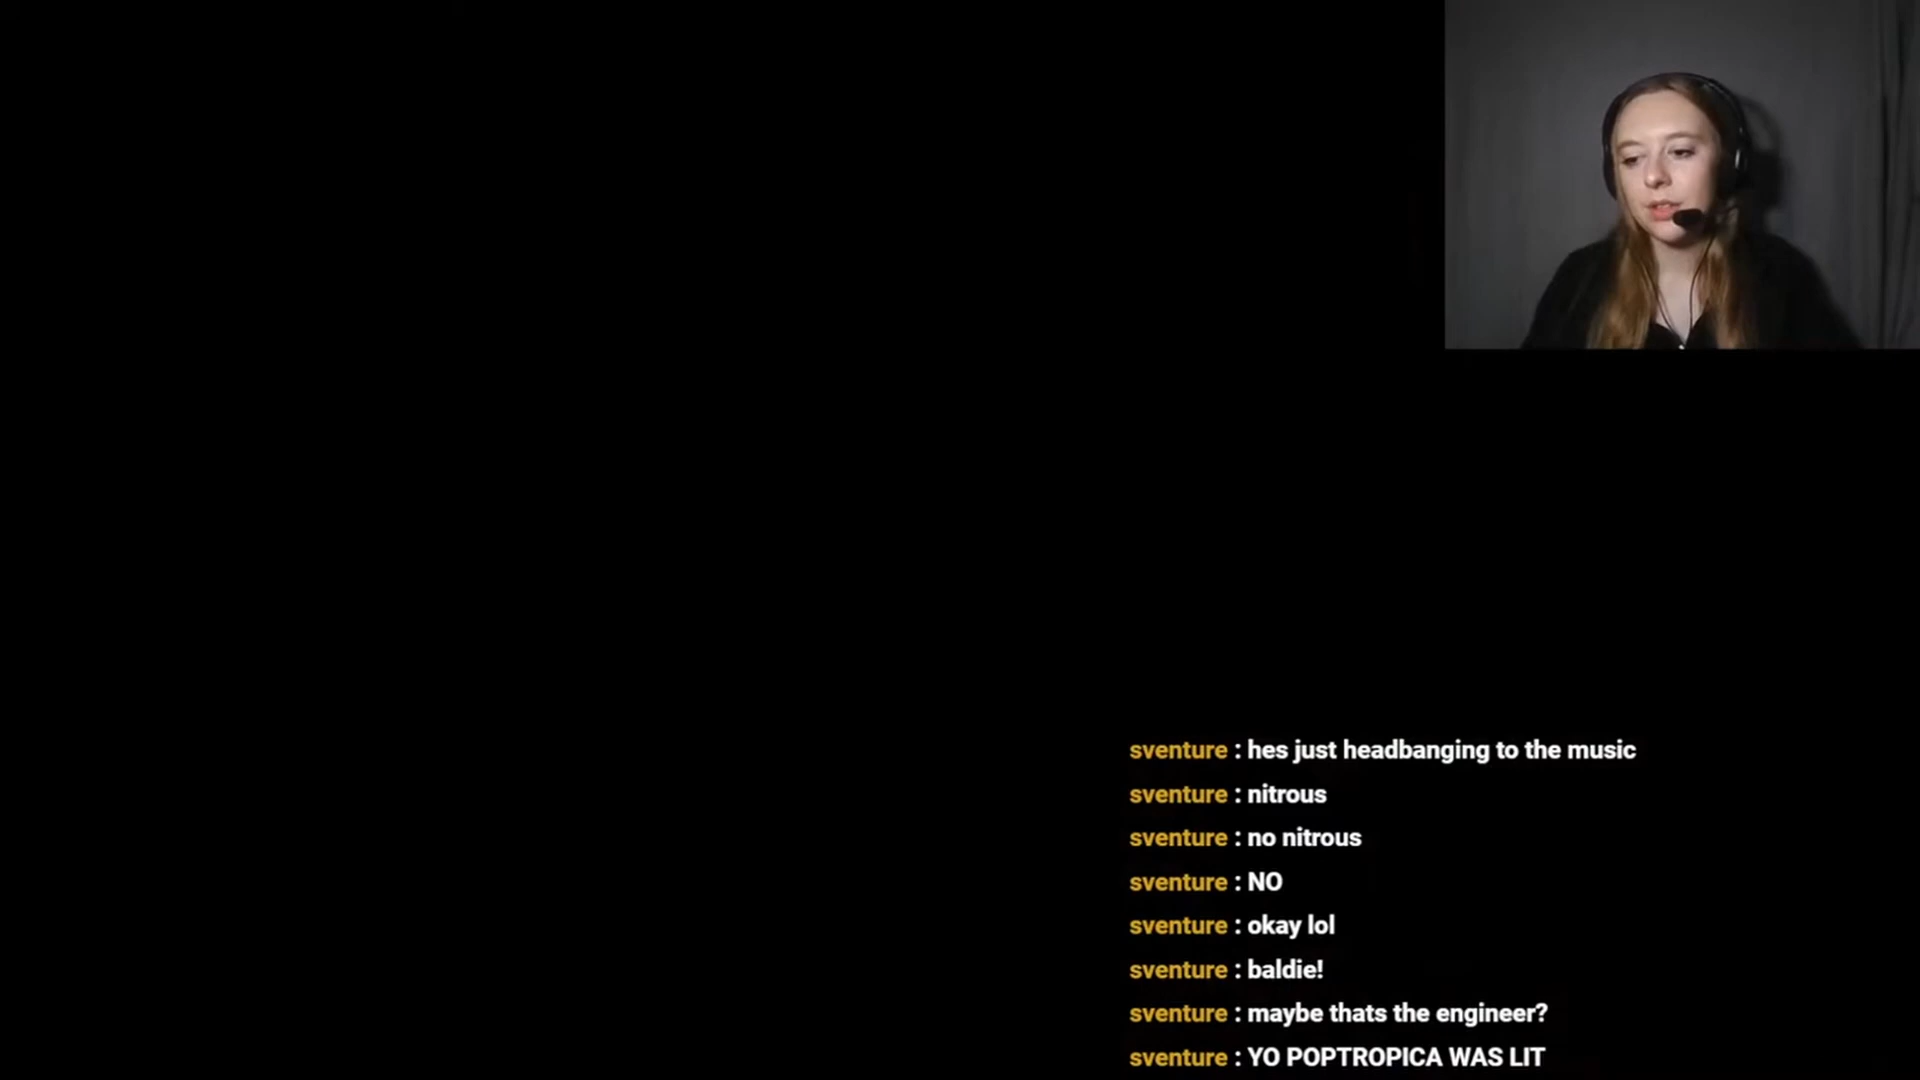 sventure : hes just headbanging to the music
sventure : nitrous
sventure : no nitrous
sventure : NO
sventure : okay lol
sventure : baldie!
sventure : maybe thats the engineer?
sventure : YO POPTROPICA WAS LIT